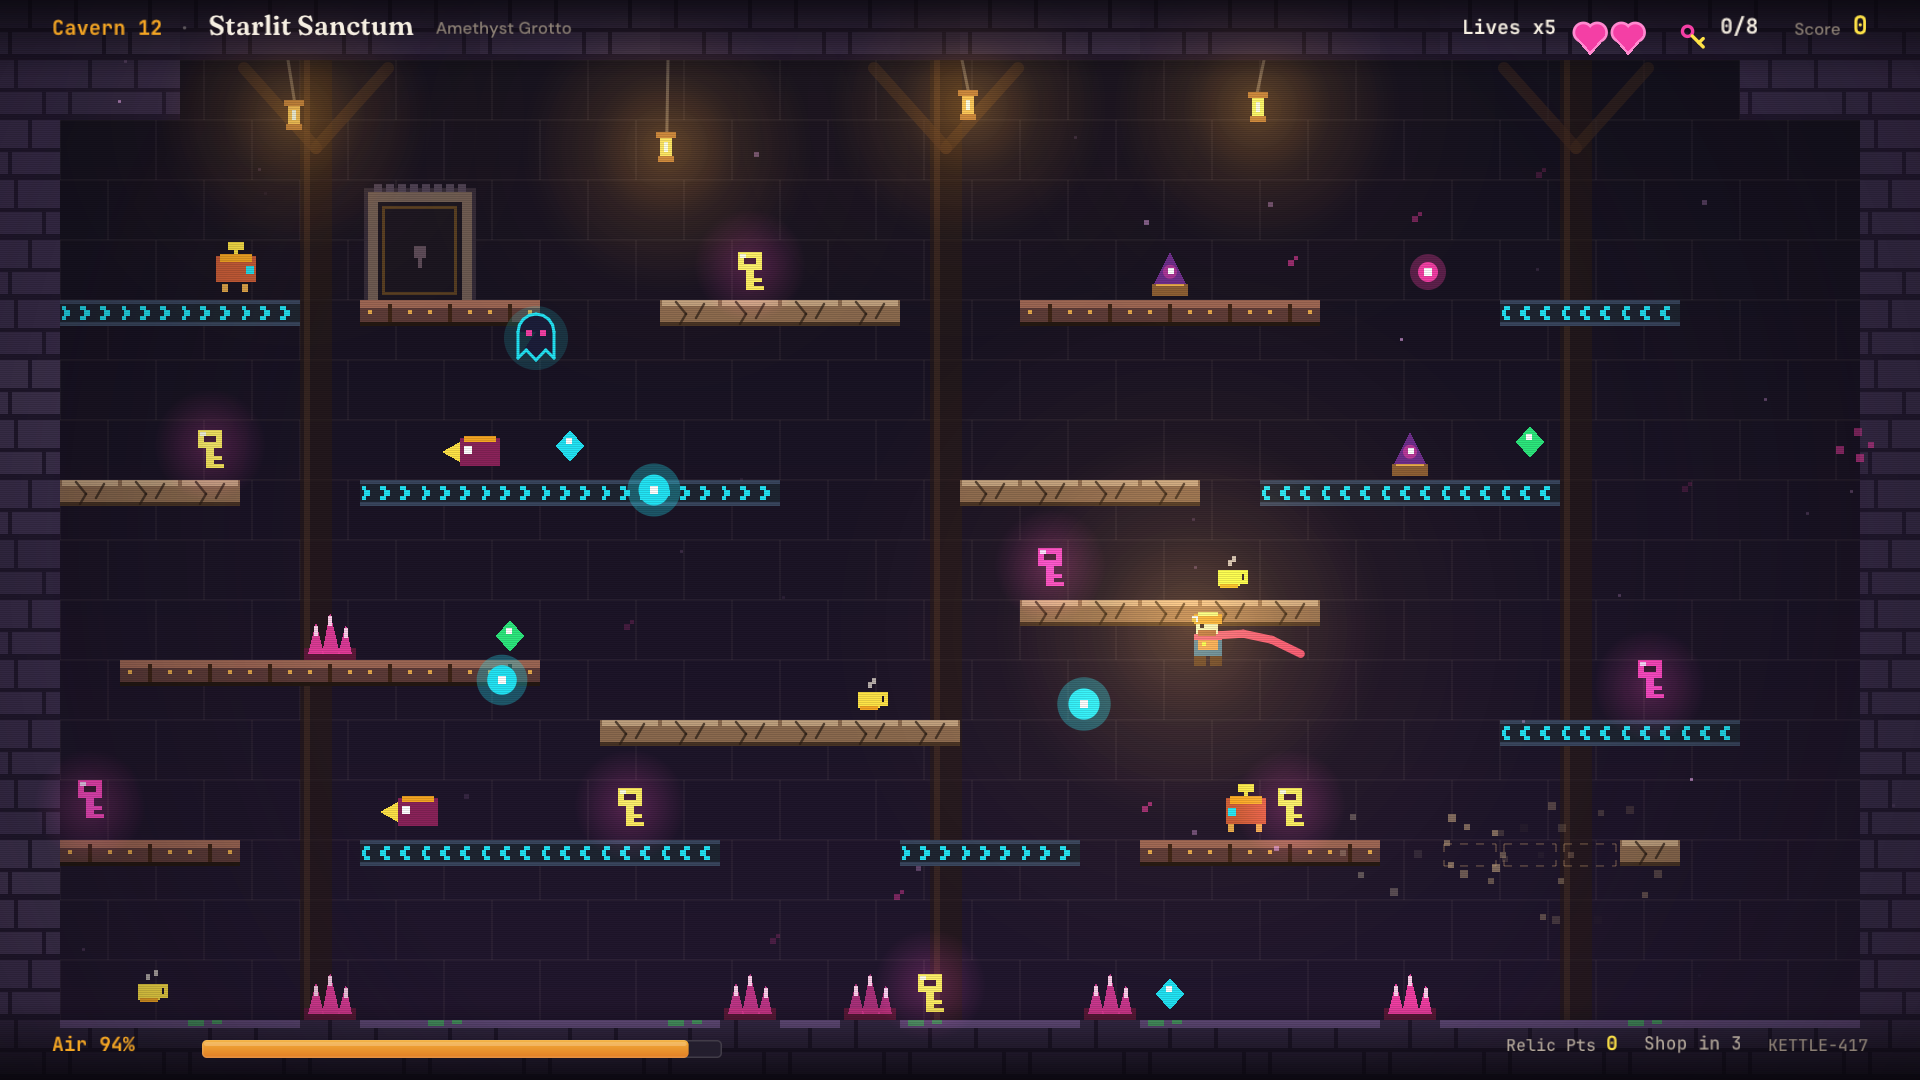 Cavern 12 · Starlit Sanctum Amethyst Grotto
Lives x5 0/8 Score 0
Air 94%
Relic Pts 0 Shop in 3 KETTLE-417